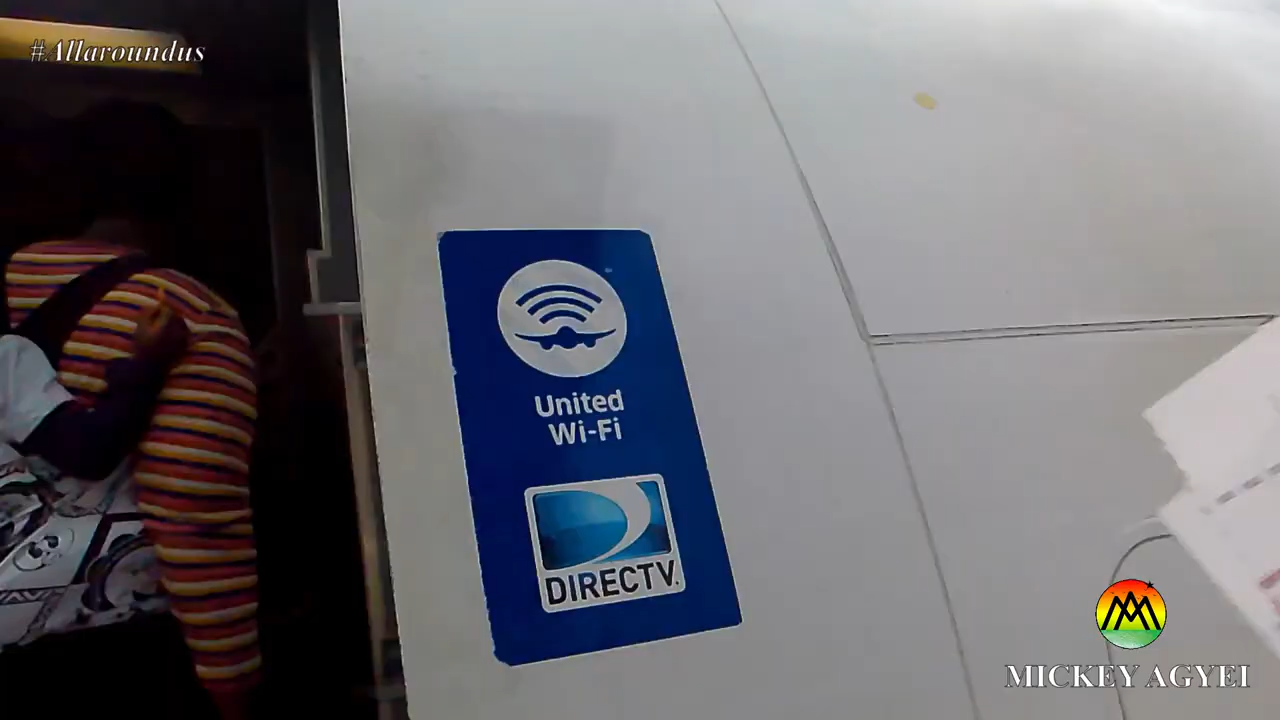 #Allaroundus
United
Wi-Fi
DIRECTV.
MICKEY AGYEI